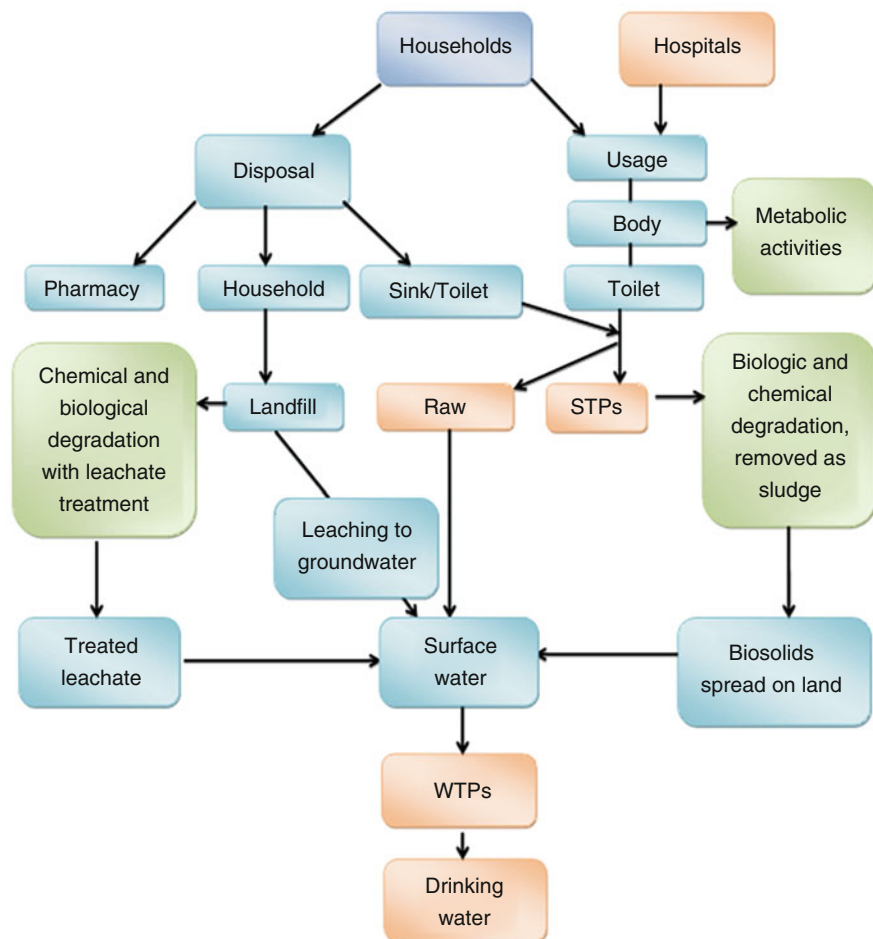 Households
Hospitals
Disposal
Usage
Body
Metabolic
activities
Pharmacy
Household
Sink/Toilet
Toilet
Chemical and
biological
degradation
with leachate
treatment
Landfill
Raw
STPs
Biologic and
chemical
degradation,
removed as
sludge
Leaching to
groundwater
Treated
leachate
Surface
water
Biosolids
spread on land
WTPs
Drinking
water